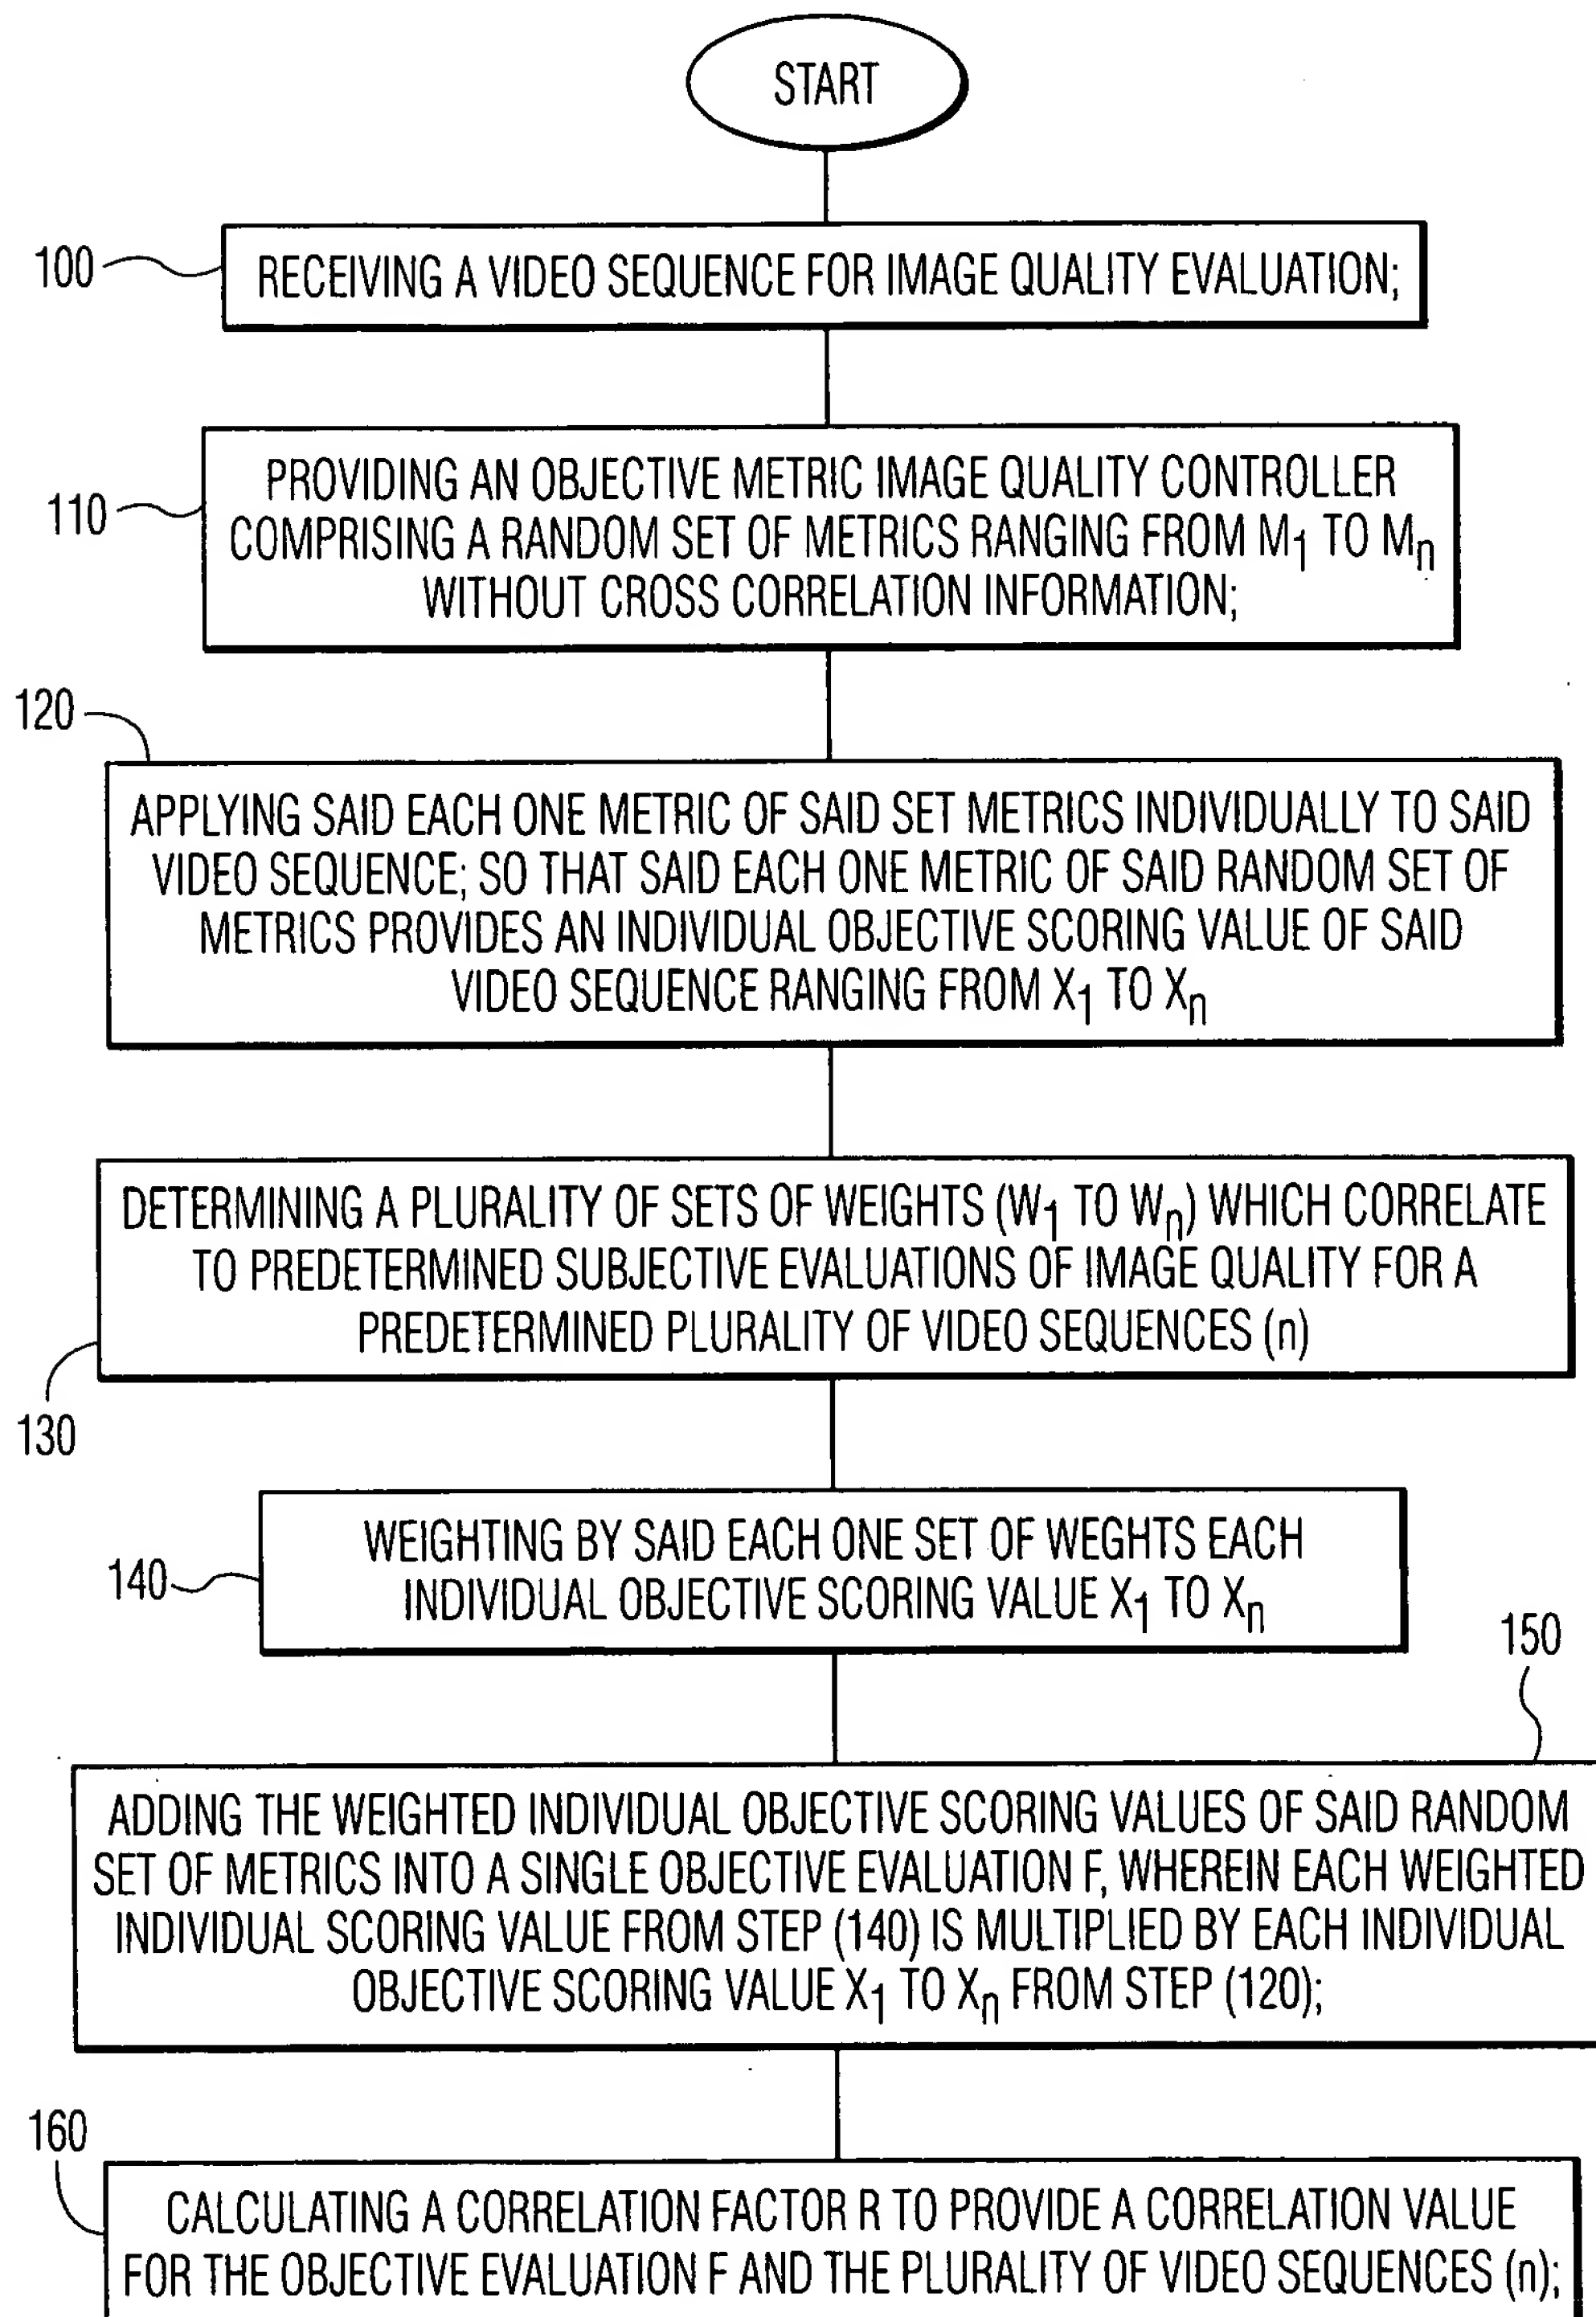 START
100
RECEIVING A VIDEO SEQUENCE FOR IMAGE QUALITY EVALUATION;
110
PROVIDING AN OBJECTIVE METRIC IMAGE QUALITY CONTROLLER
COMPRISING A RANDOM SET OF METRICS RANGING FROM M1 TO Mn
WITHOUT CROSS CORRELATION INFORMATION;
120
APPLYING SAID EACH ONE METRIC OF SAID SET METRICS INDIVIDUALLY TO SAID
VIDEO SEQUENCE; SO THAT SAID EACH ONE METRIC OF SAID RANDOM SET OF
METRICS PROVIDES AN INDIVIDUAL OBJECTIVE SCORING VALUE OF SAID
VIDEO SEQUENCE RANGING FROM X1 TO Xn
DETERMINING A PLURALITY OF SETS OF WEIGHTS (W1 TO Wn) WHICH CORRELATE
TO PREDETERMINED SUBJECTIVE EVALUATIONS OF IMAGE QUALITY FOR A
PREDETERMINED PLURALITY OF VIDEO SEQUENCES (n)
130
WEIGHTING BY SAID EACH ONE SET OF WEGHTS EACH
INDIVIDUAL OBJECTIVE SCORING VALUE X1 TO Xn
140
150
ADDING THE WEIGHTED INDIVIDUAL OBJECTIVE SCORING VALUES OF SAID RANDOM
SET OF METRICS INTO A SINGLE OBJECTIVE EVALUATION F, WHEREIN EACH WEIGHTED
INDIVIDUAL SCORING VALUE FROM STEP (140) IS MULTIPLIED BY EACH INDIVIDUAL
OBJECTIVE SCORING VALUE X1 TO Xn FROM STEP (120);
160
CALCULATING A CORRELATION FACTOR R TO PROVIDE A CORRELATION VALUE
FOR THE OBJECTIVE EVALUATION F AND THE PLURALITY OF VIDEO SEQUENCES (n);